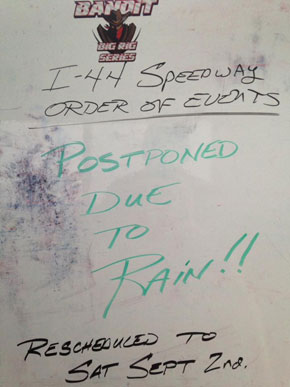 BANDIT
BIG RIG
SERIES
I-44 SPEEDWAY
ORDER OF EVENTS
POSTPONED
DUE
TO
RAIN!!
RESCHEDULED TO
SAT SEPT 2nd.